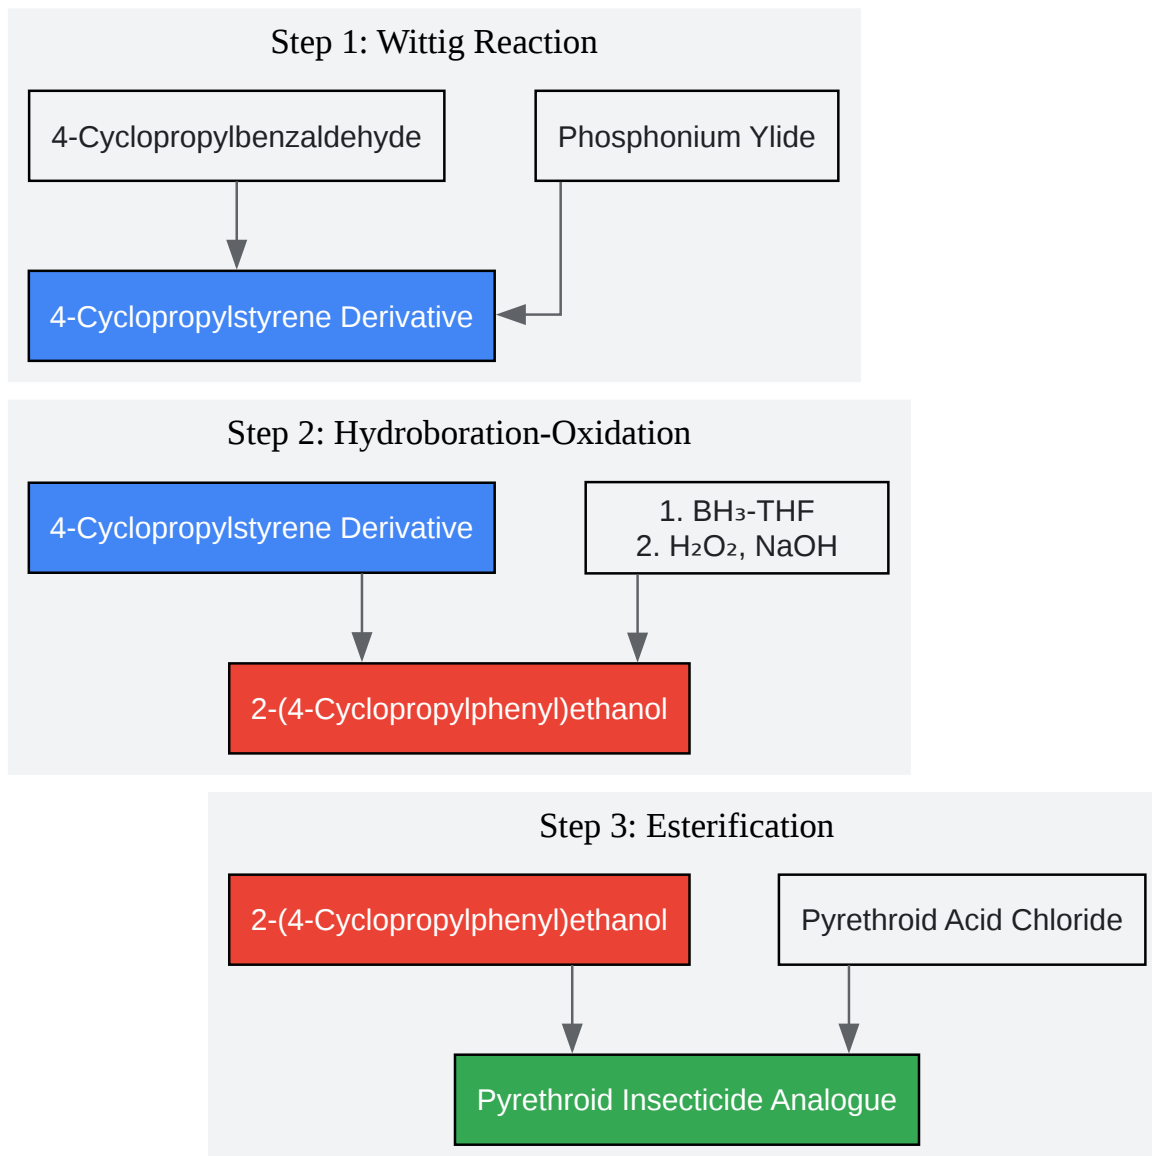 Step 1: Wittig Reaction
4-Cyclopropylbenzaldehyde
Phosphonium Ylide
4-Cyclopropylstyrene Derivative
Step 2: Hydroboration-Oxidation
4-Cyclopropylstyrene Derivative
1. BH₃-THF
2. H₂O₂, NaOH
2-(4-Cyclopropylphenyl)ethanol
Step 3: Esterification
2-(4-Cyclopropylphenyl)ethanol
Pyrethroid Acid Chloride
Pyrethroid Insecticide Analogue